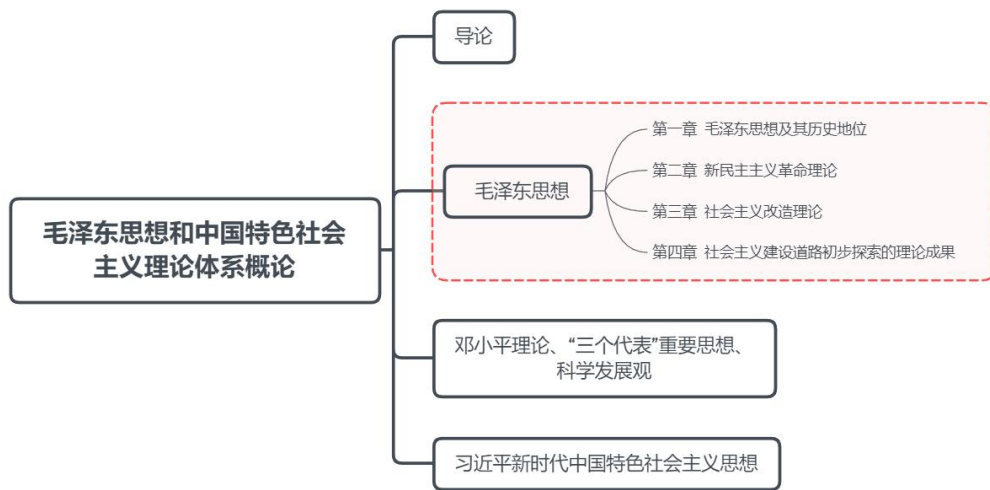 导论
第一章 毛泽东思想及其历史地位
第二章 新民主主义革命理论
毛泽东思想
第三章 社会主义改造理论
第四章 社会主义建设道路初步探索的理论成果
毛泽东思想和中国特色社会
主义理论体系概论
邓小平理论、“三个代表”重要思想、
科学发展观
习近平新时代中国特色社会主义思想